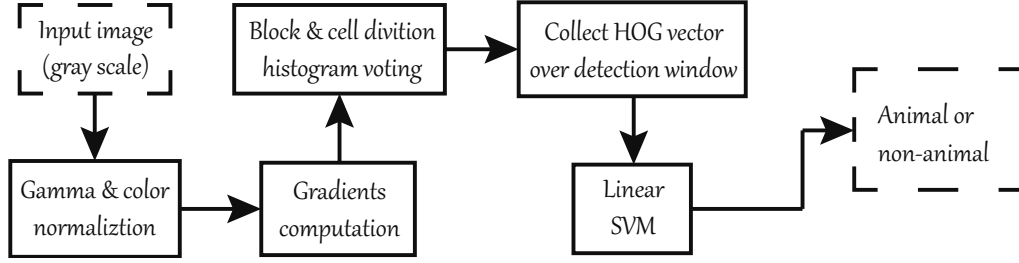 Input image
(gray scale)
Gamma & color
normaliztion
Gradients
computation
Block & cell divition
histogram voting
Collect HOG vector
over detection window
Linear
SVM
Animal or
non-animal